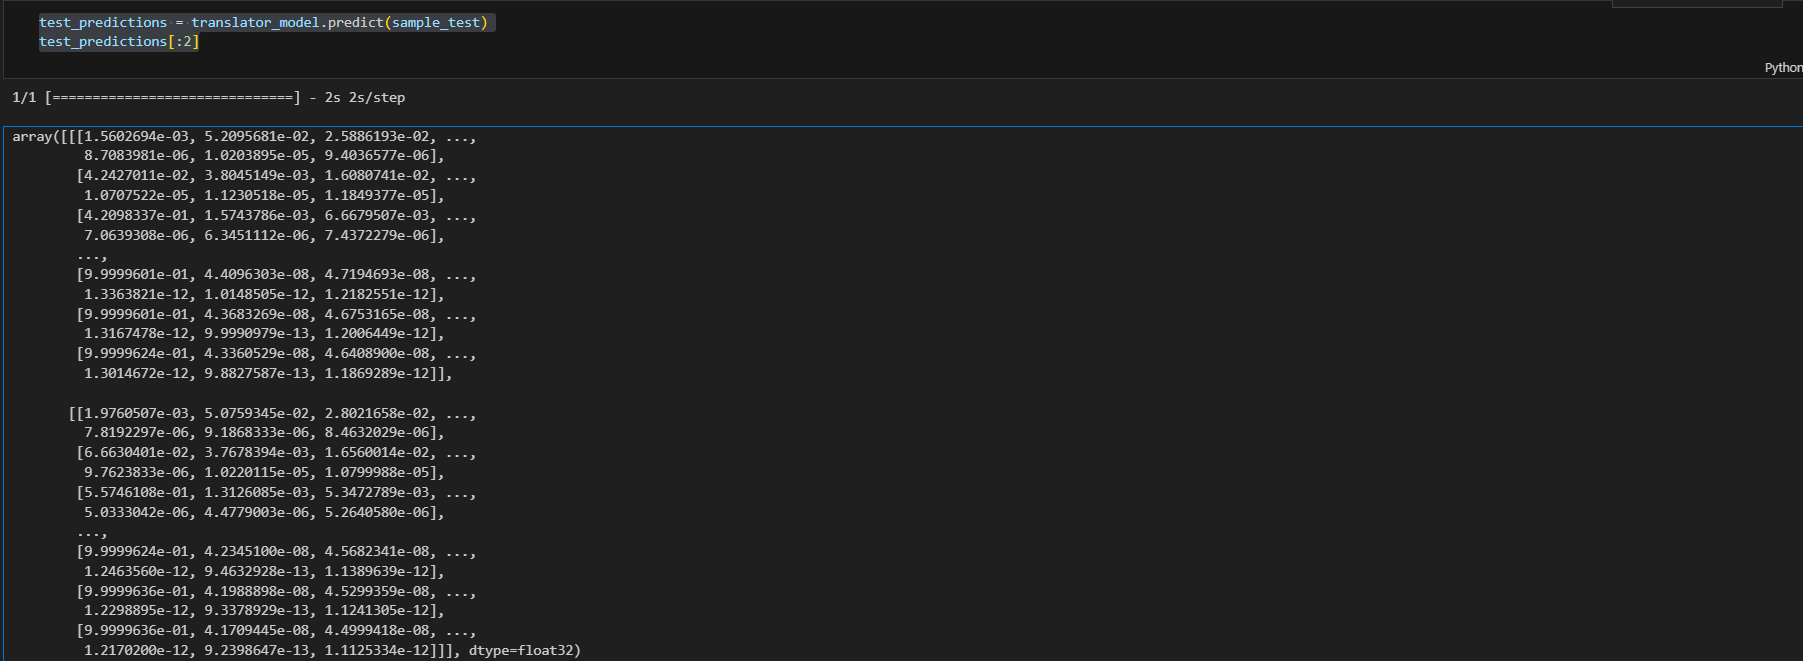 test_predictions = translator_model.predict(sample_test)
test_predictions[:2]
Python
1/1 [==============================] - 2s 2s/step
array([[[1.5602694e-03, 5.2095681e-02, 2.5886193e-02, ...,
8.7083981e-06, 1.0203895e-05, 9.4036577e-06],
[4.2427011e-02, 3.8045149e-03, 1.6080741e-02, ...,
1.0707522e-05, 1.1230518e-05, 1.1849377e-05],
[4.2098337e-01, 1.5743786e-03, 6.6679507e-03, ...,
7.0639308e-06, 6.3451112e-06, 7.4372279e-06],
...,
[9.9999601e-01, 4.4096303e-08, 4.7194693e-08, ...,
1.3363821e-12, 1.0148505e-12, 1.2182551e-12],
[9.9999601e-01, 4.3683269e-08, 4.6753165e-08, ...,
1.3167478e-12, 9.9990979e-13, 1.2006449e-12],
[9.9999624e-01, 4.3360529e-08, 4.6408900e-08, ...,
1.3014672e-12, 9.8827587e-13, 1.1869289e-12]],
[[1.9760507e-03, 5.0759345e-02, 2.8021658e-02, ...,
7.8192297e-06, 9.1868333e-06, 8.4632029e-06],
[6.6630401e-02, 3.7678394e-03, 1.6560014e-02, ...,
9.7623833e-06, 1.0220115e-05, 1.0799988e-05],
[5.5746108e-01, 1.3126085e-03, 5.3472789e-03, ...,
5.0333042e-06, 4.4779003e-06, 5.2640580e-06],
...,
[9.9999624e-01, 4.2345100e-08, 4.5682341e-08, ...,
1.2463560e-12, 9.4632928e-13, 1.1389639e-12],
[9.9999636e-01, 4.1988898e-08, 4.5299359e-08, ...,
1.2298895e-12, 9.3378929e-13, 1.1241305e-12],
[9.9999636e-01, 4.1709445e-08, 4.4999418e-08, ...,
1.2170200e-12, 9.2398647e-13, 1.1125334e-12]]], dtype=float32)